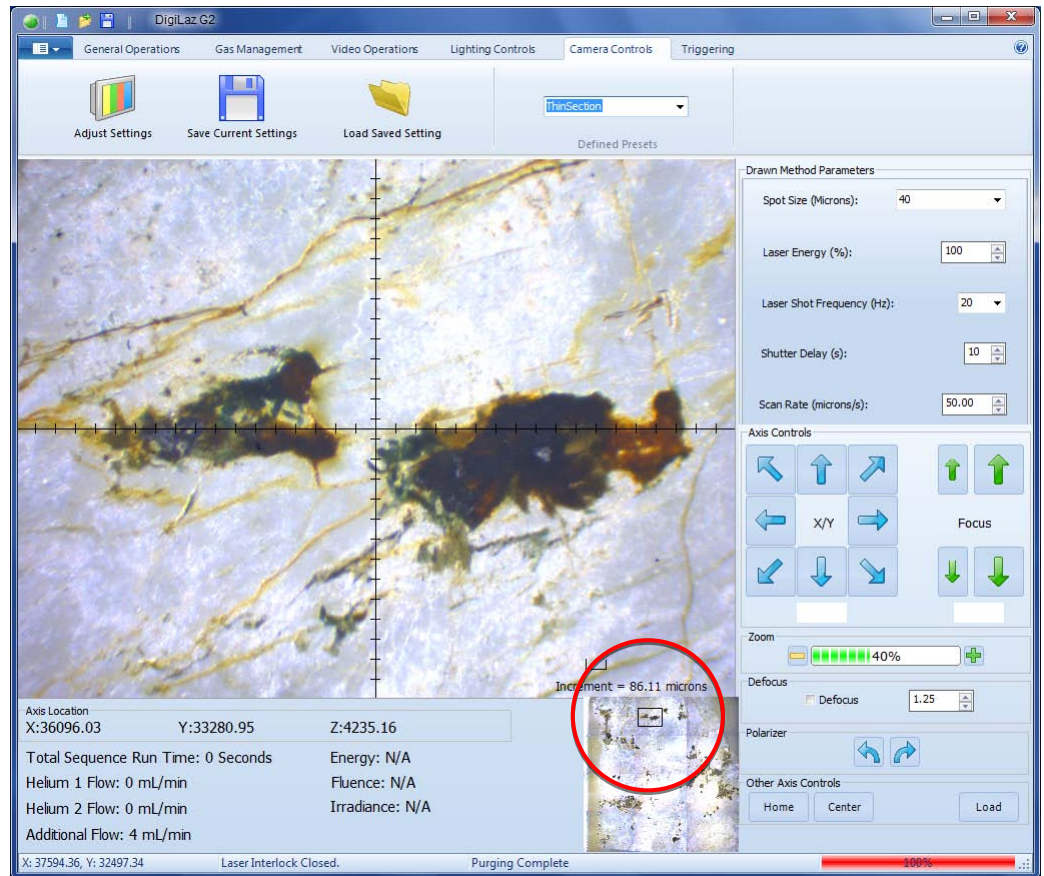 DigiLaz G2
General Operations Gas Management Video Operations Lighting Controls Camera Controls Triggering
Adjust Settings Save Current Settings Load Saved Setting
ThinSection
Defined Presets
Drawn Method Parameters
Spot Size (Microns): 40
Laser Energy (%): 100
Laser Shot Frequency (Hz): 20
Shutter Delay (s): 10
Scan Rate (microns/s): 50.00
Axis Controls
X/Y Focus
Zoom
40%
Defocus
Defocus 1.25
Polarizer
Other Axis Controls
Home Center Load
Increment = 86.11 microns
Axis Location
X:36096.03 Y:33280.95 Z:4235.16
Total Sequence Run Time: 0 Seconds Energy: N/A
Helium 1 Flow: 0 mL/min Fluence: N/A
Helium 2 Flow: 0 mL/min Irradiance: N/A
Additional Flow: 4 mL/min
X: 37594.36, Y: 32497.34 Laser Interlock Closed. Purging Complete 100%